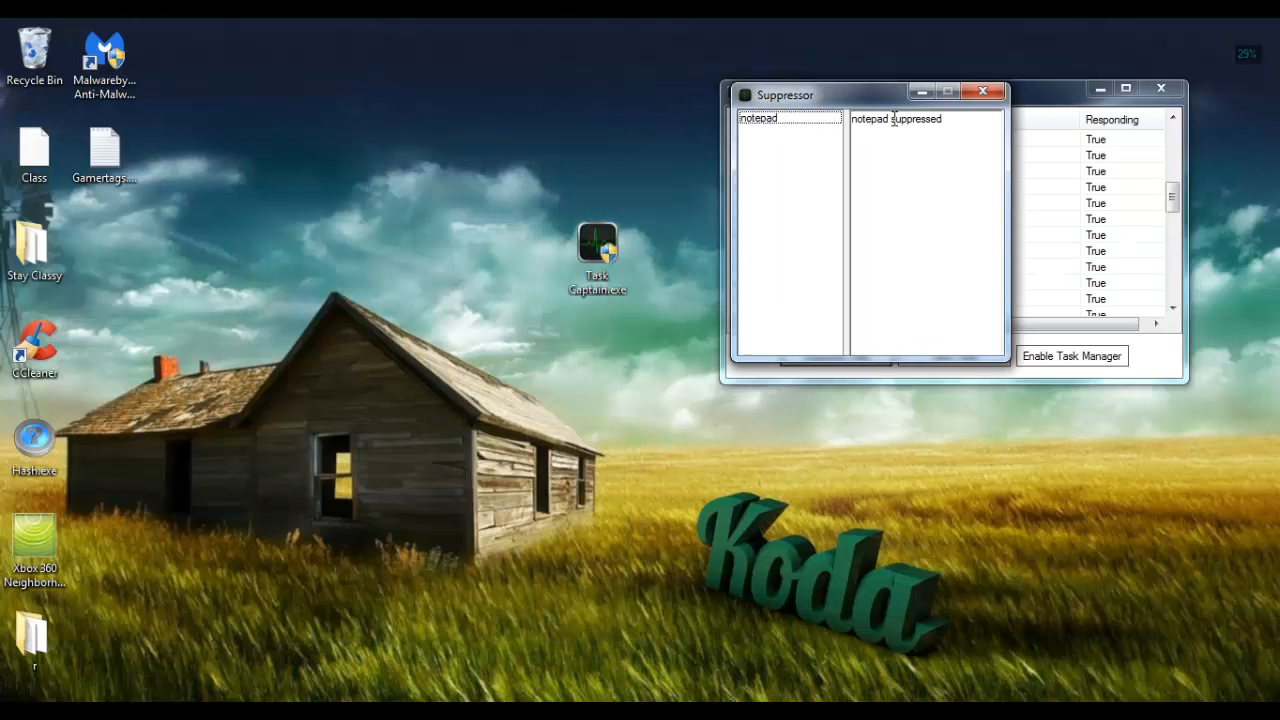 29%
Recycle Bin
Malwareby...
Anti-Malw...
Class
Gamertags....
Stay Classy
CCleaner
Hash.exe
Xbox 360
Neighborh...
r
Task
Captain.exe
Suppressor
notepad
notepad suppressed
Responding
True
True
True
True
True
True
True
True
True
True
True
True
Enable Task Manager
Koda